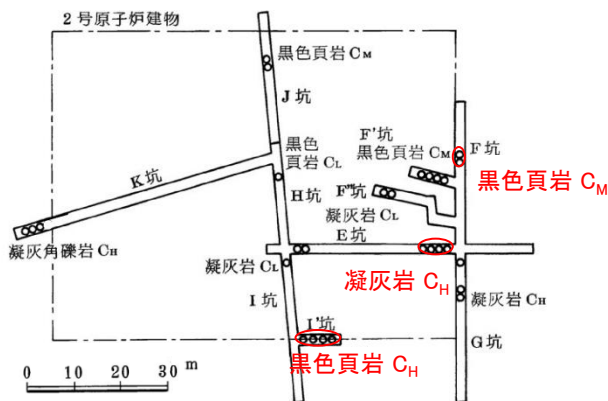 2号原子炉建物
黒色頁岩 CM
J坑
F'坑
黒色頁岩 CM
F坑
黒色
頁岩 CL
黒色頁岩 CM
K坑
H坑
F"坑
凝灰岩 CL
E坑
凝灰角礫岩 CH
凝灰岩 CL
凝灰岩 CH
凝灰岩 CH
I坑
I'坑
G坑
黒色頁岩 CH
0 10 20 30 m